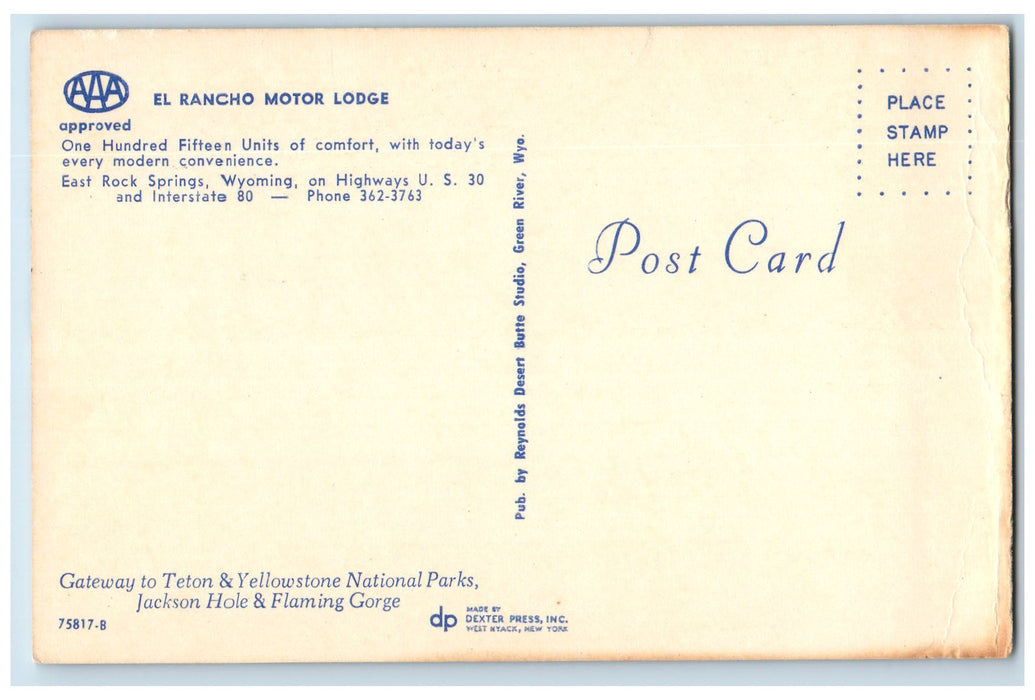 AAA
approved
EL RANCHO MOTOR LODGE
One Hundred Fifteen Units of comfort, with today's
every modern convenience.
East Rock Springs, Wyoming, on Highways U. S. 30
and Interstate 80 — Phone 362-3763
Pub. by Reynolds Desert Butte Studio, Green River, Wyo.
PLACE
STAMP
HERE
Post Card
Gateway to Teton & Yellowstone National Parks,
Jackson Hole & Flaming Gorge
75817-B
dp
MADE BY
DEXTER PRESS, INC.
WEST NYACK, NEW YORK